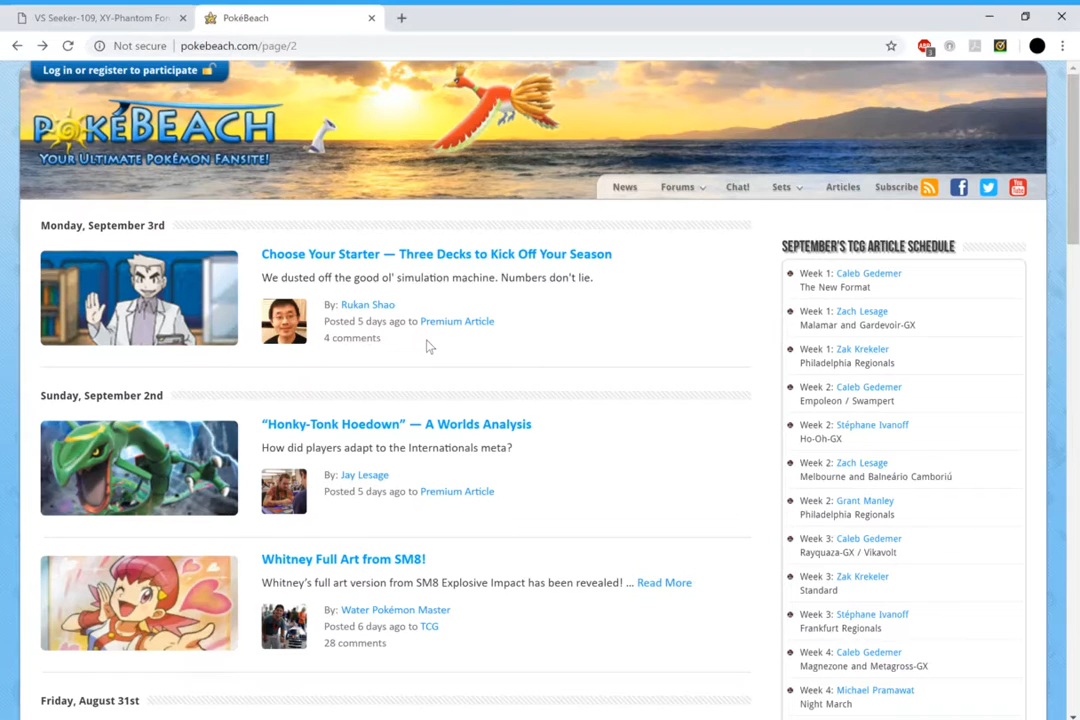 VS Seeker-109, XY-Phantom For
PokéBeach
Not secure
pokebeach.com/page/2
3
Log in or register to participate
POKÉBEACH
YOUR ULTIMATE POKÉMON FANSITE!
News
Forums
Chat!
Sets
Articles
Subscribe
You Tube
Monday, September 3rd
Choose Your Starter — Three Decks to Kick Off Your Season
We dusted off the good ol' simulation machine. Numbers don't lie.
By: Rukan Shao
Posted 5 days ago to Premium Article
4 comments
Sunday, September 2nd
“Honky-Tonk Hoedown” — A Worlds Analysis
How did players adapt to the Internationals meta?
By: Jay Lesage
Posted 5 days ago to Premium Article
Whitney Full Art from SM8!
Whitney’s full art version from SM8 Explosive Impact has been revealed! ... Read More
By: Water Pokémon Master
Posted 6 days ago to TCG
28 comments
Friday, August 31st
SEPTEMBER'S TCG ARTICLE SCHEDULE
Week 1: Caleb Gedemer
The New Format
Week 1: Zach Lesage
Malamar and Gardevoir-GX
Week 1: Zak Krekeler
Philadelphia Regionals
Week 2: Caleb Gedemer
Empoleon / Swampert
Week 2: Stéphane Ivanoff
Ho-Oh-GX
Week 2: Zach Lesage
Melbourne and Balneário Camboriú
Week 2: Grant Manley
Philadelphia Regionals
Week 3: Caleb Gedemer
Rayquaza-GX / Vikavolt
Week 3: Zak Krekeler
Standard
Week 3: Stéphane Ivanoff
Frankfurt Regionals
Week 4: Caleb Gedemer
Magnezone and Metagross-GX
Week 4: Michael Pramawat
Night March